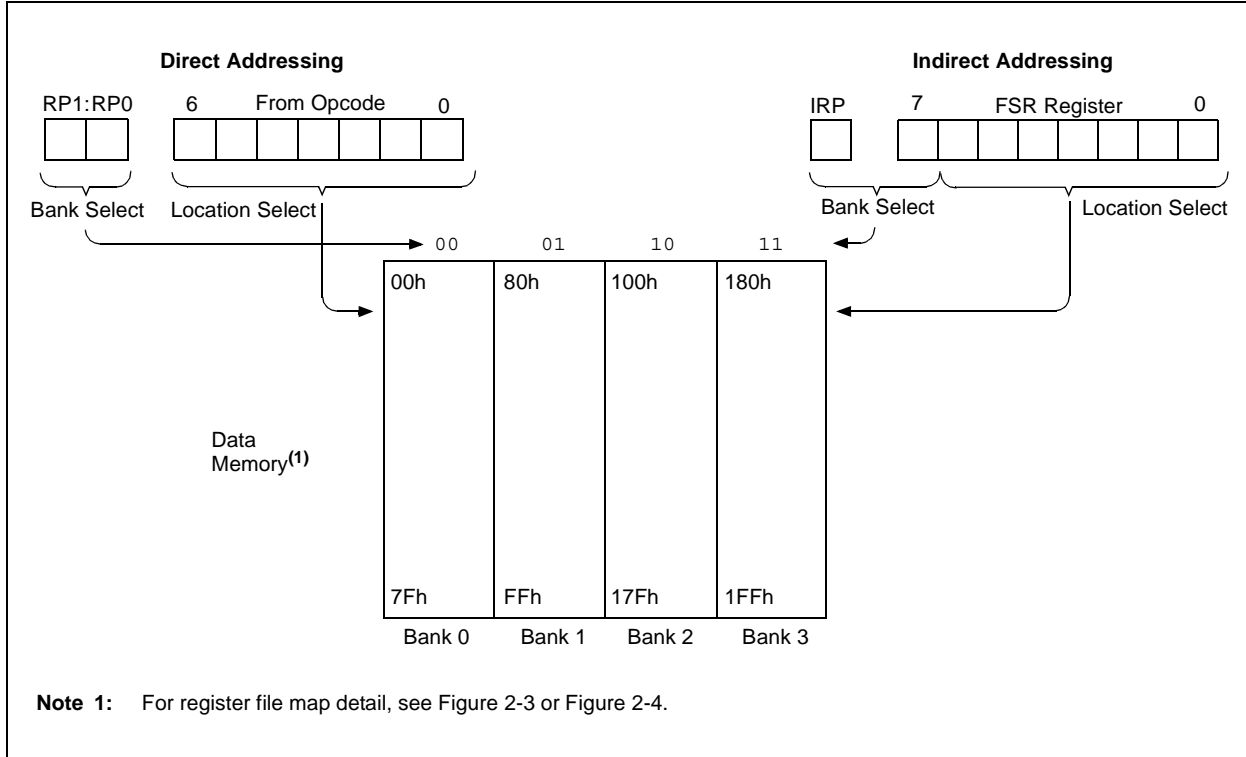 Direct Addressing
Indirect Addressing
RP1:RP0 6 From Opcode 0
IRP 7 FSR Register 0
Bank Select Location Select
Bank Select Location Select
00 01 10 11
00h 80h 100h 180h
Data
Memory(1)
7Fh FFh 17Fh 1FFh
Bank 0 Bank 1 Bank 2 Bank 3
Note 1: For register file map detail, see Figure 2-3 or Figure 2-4.